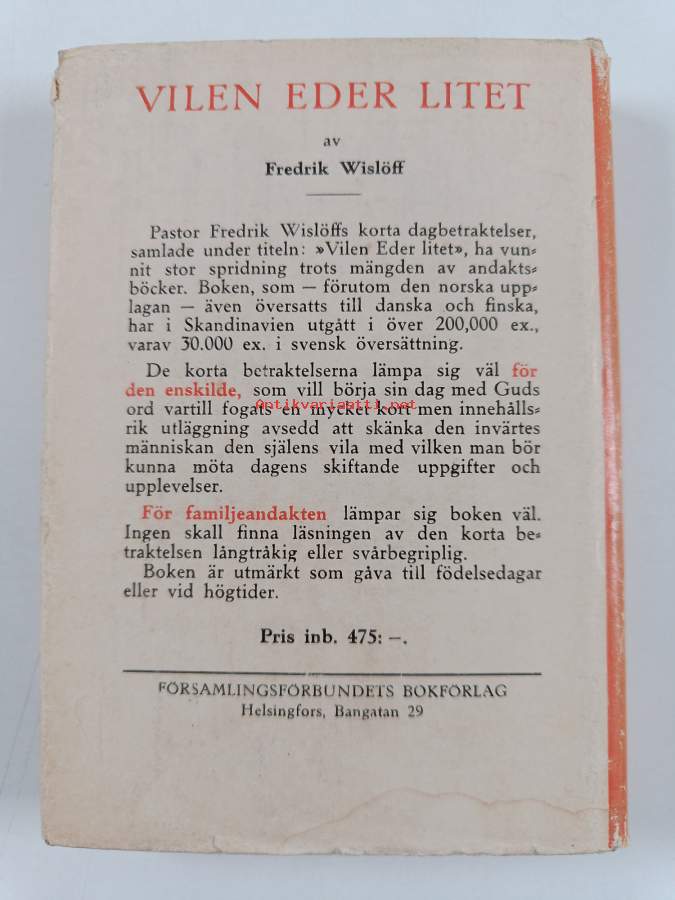 VILEN EDER LITET
av
Fredrik Wislöff
Pastor Fredrik Wislöffs korta dagbetraktelser,
samlade under titeln: »Vilen Eder litet», ha vun=
nit stor spridning trots mängden av andakts=
böcker. Boken, som — förutom den norska upp=
lagan — även översatts till danska och finska,
har i Skandinavien utgått i över 200,000 ex.,
varav 30.000 ex. i svensk översättning.
De korta betraktelserna lämpa sig väl för
den enskilde, som vill börja sin dag med Guds
Antikvariaatti.net
ord vartill fogats en mycket kort men innehålls=
rik utläggning avsedd att skänka den invärtes
människan den själens vila med vilken man bör
kunna möta dagens skiftande uppgifter och
upplevelser.
För familjeandakten lämpar sig boken väl.
Ingen skall finna läsningen av den korta be=
traktelsen långtråkig eller svårbegriplig.
Boken är utmärkt som gåva till födelsedagar
eller vid högtider.
Pris inb. 475: —.
FÖRSAMLINGSFÖRBUNDETS BOKFÖRLAG
Helsingfors, Bangatan 29